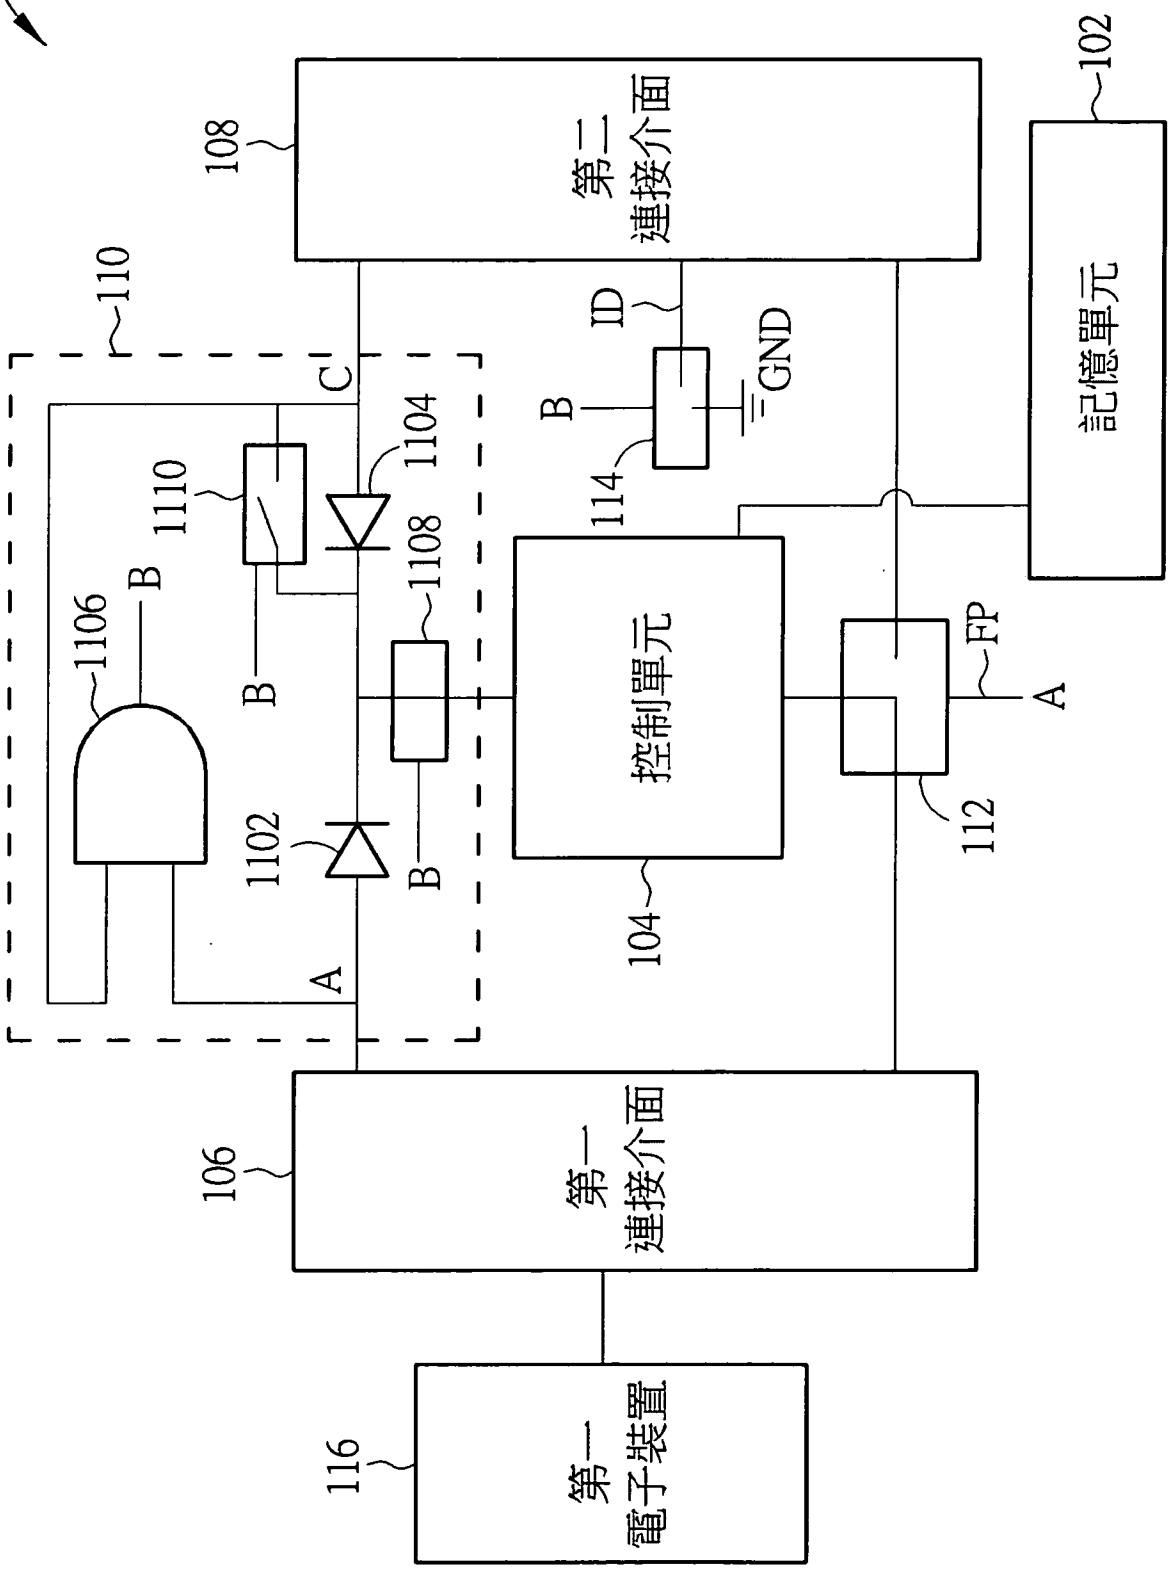 116
第一
電子裝置
106
第一
連接介面
110
1106
B
1110
B
A
1102
C
1104
1108
B
108
第二
連接介面
104
控制單元
B
ID
114
GND
112
FP
A
102
記憶單元